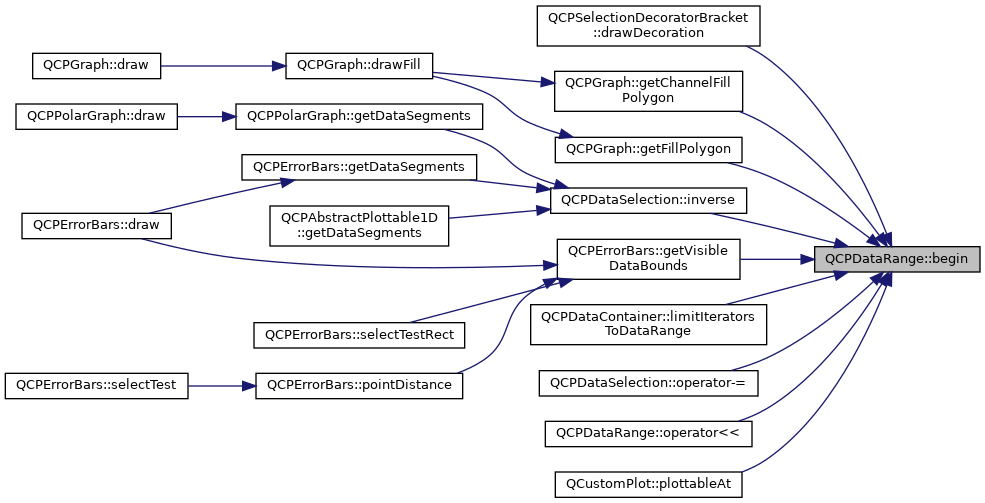 QCPSelectionDecoratorBracket
::drawDecoration
QCPGraph::draw
QCPGraph::drawFill
QCPGraph::getChannelFill
Polygon
QCPPolarGraph::draw
QCPPolarGraph::getDataSegments
QCPGraph::getFillPolygon
QCPErrorBars::getDataSegments
QCPDataSelection::inverse
QCPErrorBars::draw
QCPAbstractPlottable1D
::getDataSegments
QCPErrorBars::getVisible
DataBounds
QCPDataRange::begin
QCPDataContainer::limitIterators
ToDataRange
QCPErrorBars::selectTestRect
QCPErrorBars::selectTest
QCPErrorBars::pointDistance
QCPDataSelection::operator-=
QCPDataRange::operator<<
QCustomPlot::plottableAt